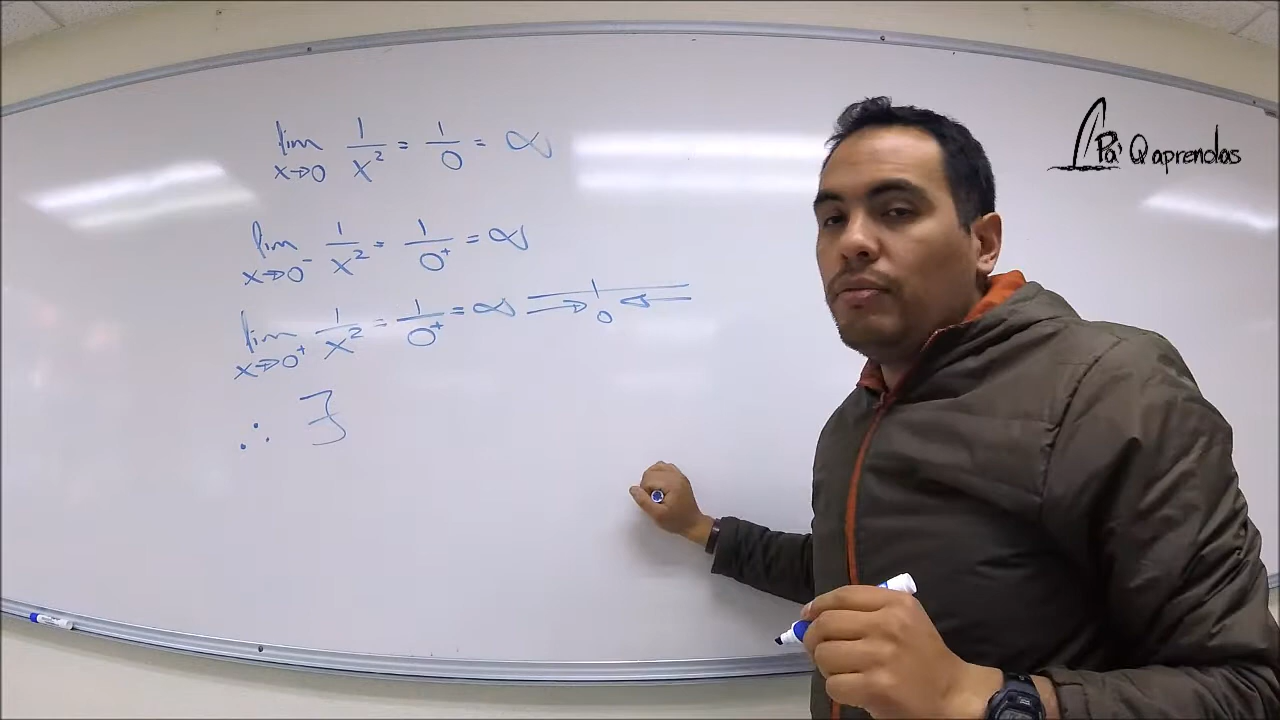 lim x→0 1/x² = 1/0 = ∞
lim x→0⁻ 1/x² = 1/0⁺ = ∞
lim x→0⁺ 1/x² = 1/0⁺ = ∞
0
∴ ∃
Pa' Q aprendas